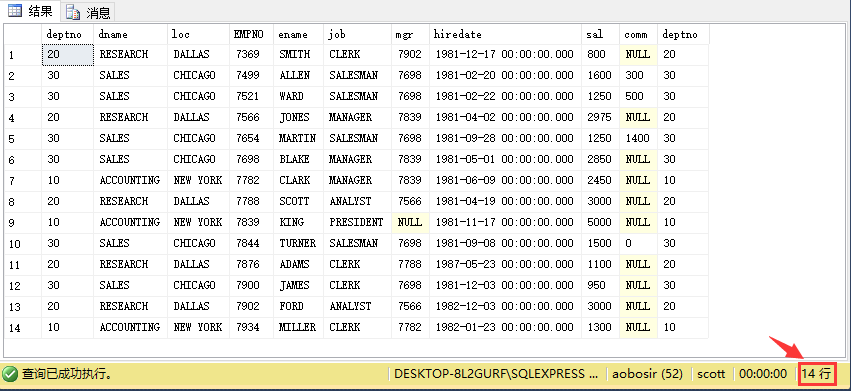 结果 消息
deptno dname loc EMPNO ename job mgr hiredate sal comm deptno
1 20 RESEARCH DALLAS 7369 SMITH CLERK 7902 1981-12-17 00:00:00.000 800 NULL 20
2 30 SALES CHICAGO 7499 ALLEN SALESMAN 7698 1981-02-20 00:00:00.000 1600 300 30
3 30 SALES CHICAGO 7521 WARD SALESMAN 7698 1981-02-22 00:00:00.000 1250 500 30
4 20 RESEARCH DALLAS 7566 JONES MANAGER 7839 1981-04-02 00:00:00.000 2975 NULL 20
5 30 SALES CHICAGO 7654 MARTIN SALESMAN 7698 1981-09-28 00:00:00.000 1250 1400 30
6 30 SALES CHICAGO 7698 BLAKE MANAGER 7839 1981-05-01 00:00:00.000 2850 NULL 30
7 10 ACCOUNTING NEW YORK 7782 CLARK MANAGER 7839 1981-06-09 00:00:00.000 2450 NULL 10
8 20 RESEARCH DALLAS 7788 SCOTT ANALYST 7566 1981-04-19 00:00:00.000 3000 NULL 20
9 10 ACCOUNTING NEW YORK 7839 KING PRESIDENT NULL 1981-11-17 00:00:00.000 5000 NULL 10
10 30 SALES CHICAGO 7844 TURNER SALESMAN 7698 1981-09-08 00:00:00.000 1500 0 30
11 20 RESEARCH DALLAS 7876 ADAMS CLERK 7788 1987-05-23 00:00:00.000 1100 NULL 20
12 30 SALES CHICAGO 7900 JAMES CLERK 7698 1981-12-03 00:00:00.000 950 NULL 30
13 20 RESEARCH DALLAS 7902 FORD ANALYST 7566 1982-12-03 00:00:00.000 3000 NULL 20
14 10 ACCOUNTING NEW YORK 7934 MILLER CLERK 7782 1982-01-23 00:00:00.000 1300 NULL 10
查询已成功执行。 DESKTOP-8L2GURF\SQLEXPRESS ... aobosir (52) scott 00:00:00 14 行